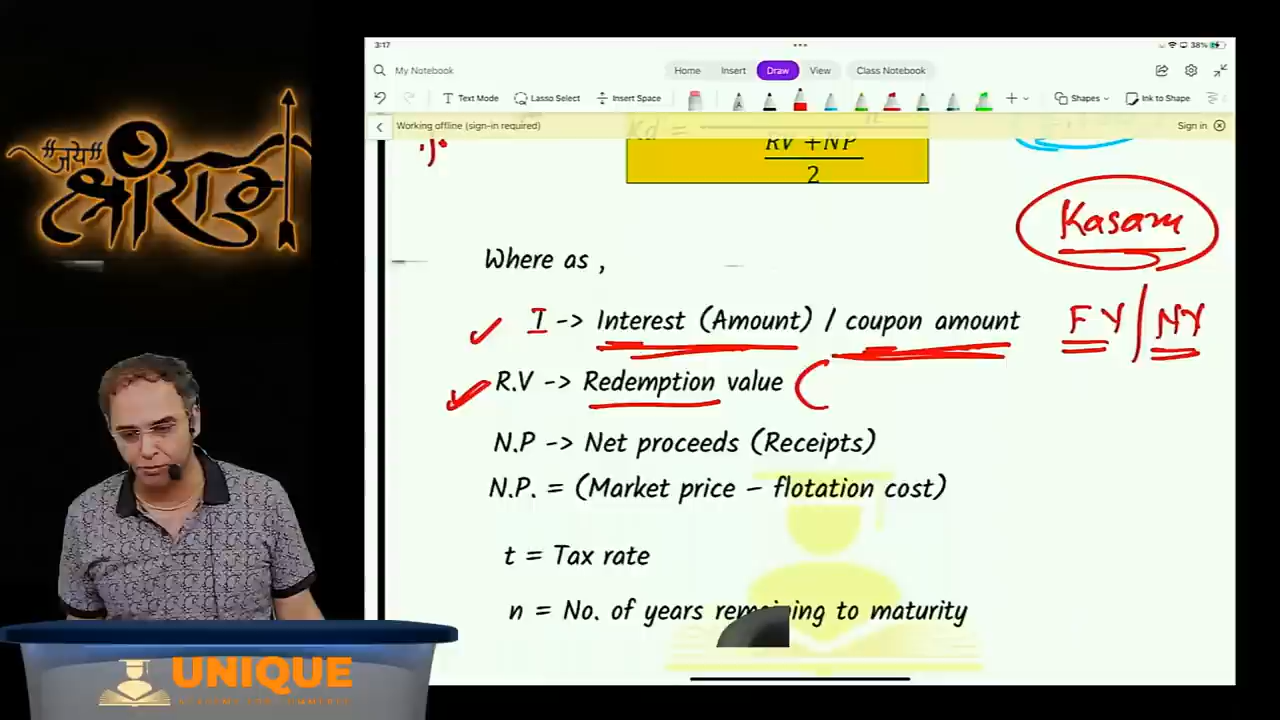 3:17
38%
My Notebook
Home Insert Draw View Class Notebook
Text Mode Lasso Select Insert Space
Shapes Ink to Shape
Working offline (sign-in required)
Sign in
Kd =
n
RV + NP
2
"जय"
श्रीराम
Kasam
Where as ,
I -> Interest (Amount) / coupon amount
FY / NY
R.V -> Redemption value (
N.P -> Net proceeds (Receipts)
N.P. = (Market price – flotation cost)
t = Tax rate
n = No. of years remaining to maturity
UNIQUE